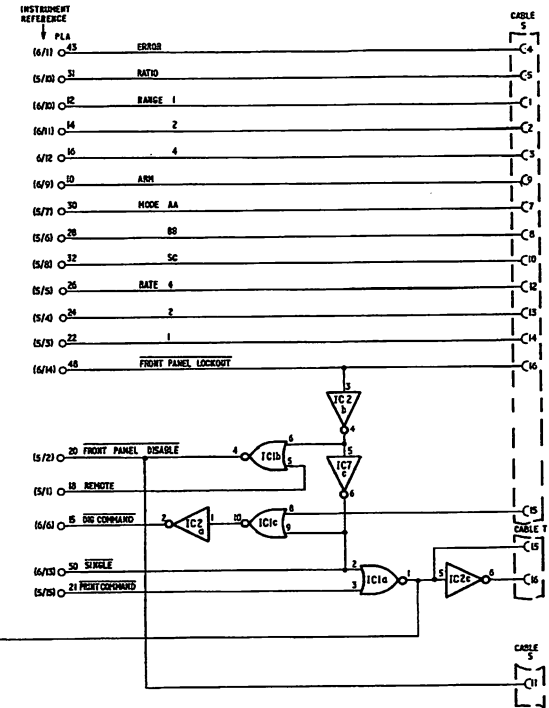 INSTRUMENT
REFERENCE
CABLE
S
PLA
(6/1) 43 ERROR 4
(5/10) 31 RATIO 5
(6/10) 12 RANGE 1 1
(6/11) 14 2 2
6/12 16 4 3
(6/9) 10 ARM 9
(5/7) 30 MODE AA 7
(5/6) 28 BB 8
(5/8) 32 SC 10
(5/5) 26 RATE 4 12
(5/4) 24 2 13
(5/3) 22 1 14
(6/14) 48 FRONT PANEL LOCKOUT 16
3
IC2
b
4
(5/2) 20 FRONT PANEL DISABLE 4 IC1b 6 5
5
IC7
c
6
(5/1) 18 REMOTE
(6/6) 15 DIG COMMAND 2 IC2 a 1 10 IC1c 8 9 15
CABLE T
15
(6/13) 50 SINGLE 2 IC1a 1 5 IC2c 6 16
(5/15) 21 PRINT COMMAND 3
CABLE
S
11